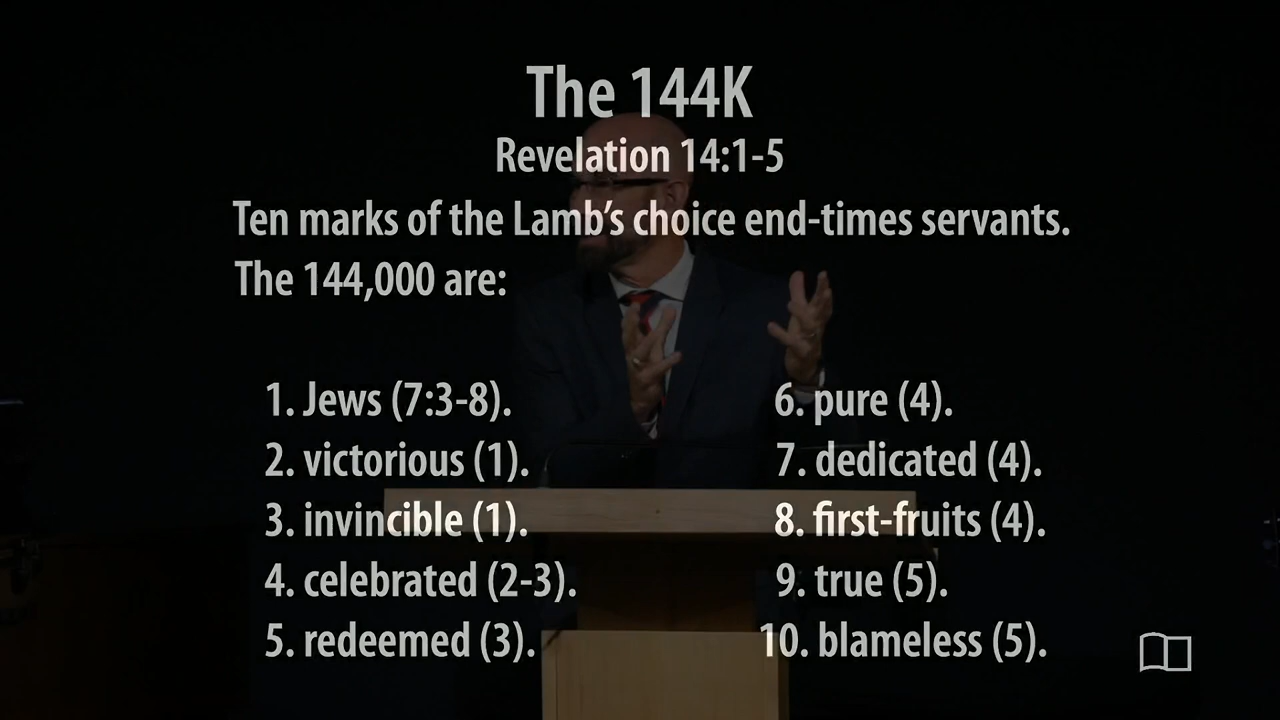 The 144K
Revelation 14:1-5
Ten marks of the Lamb’s choice end-times servants.
The 144,000 are:
1. Jews (7:3-8).
2. victorious (1).
3. invincible (1).
4. celebrated (2-3).
5. redeemed (3).
6. pure (4).
7. dedicated (4).
8. first-fruits (4).
9. true (5).
10. blameless (5).